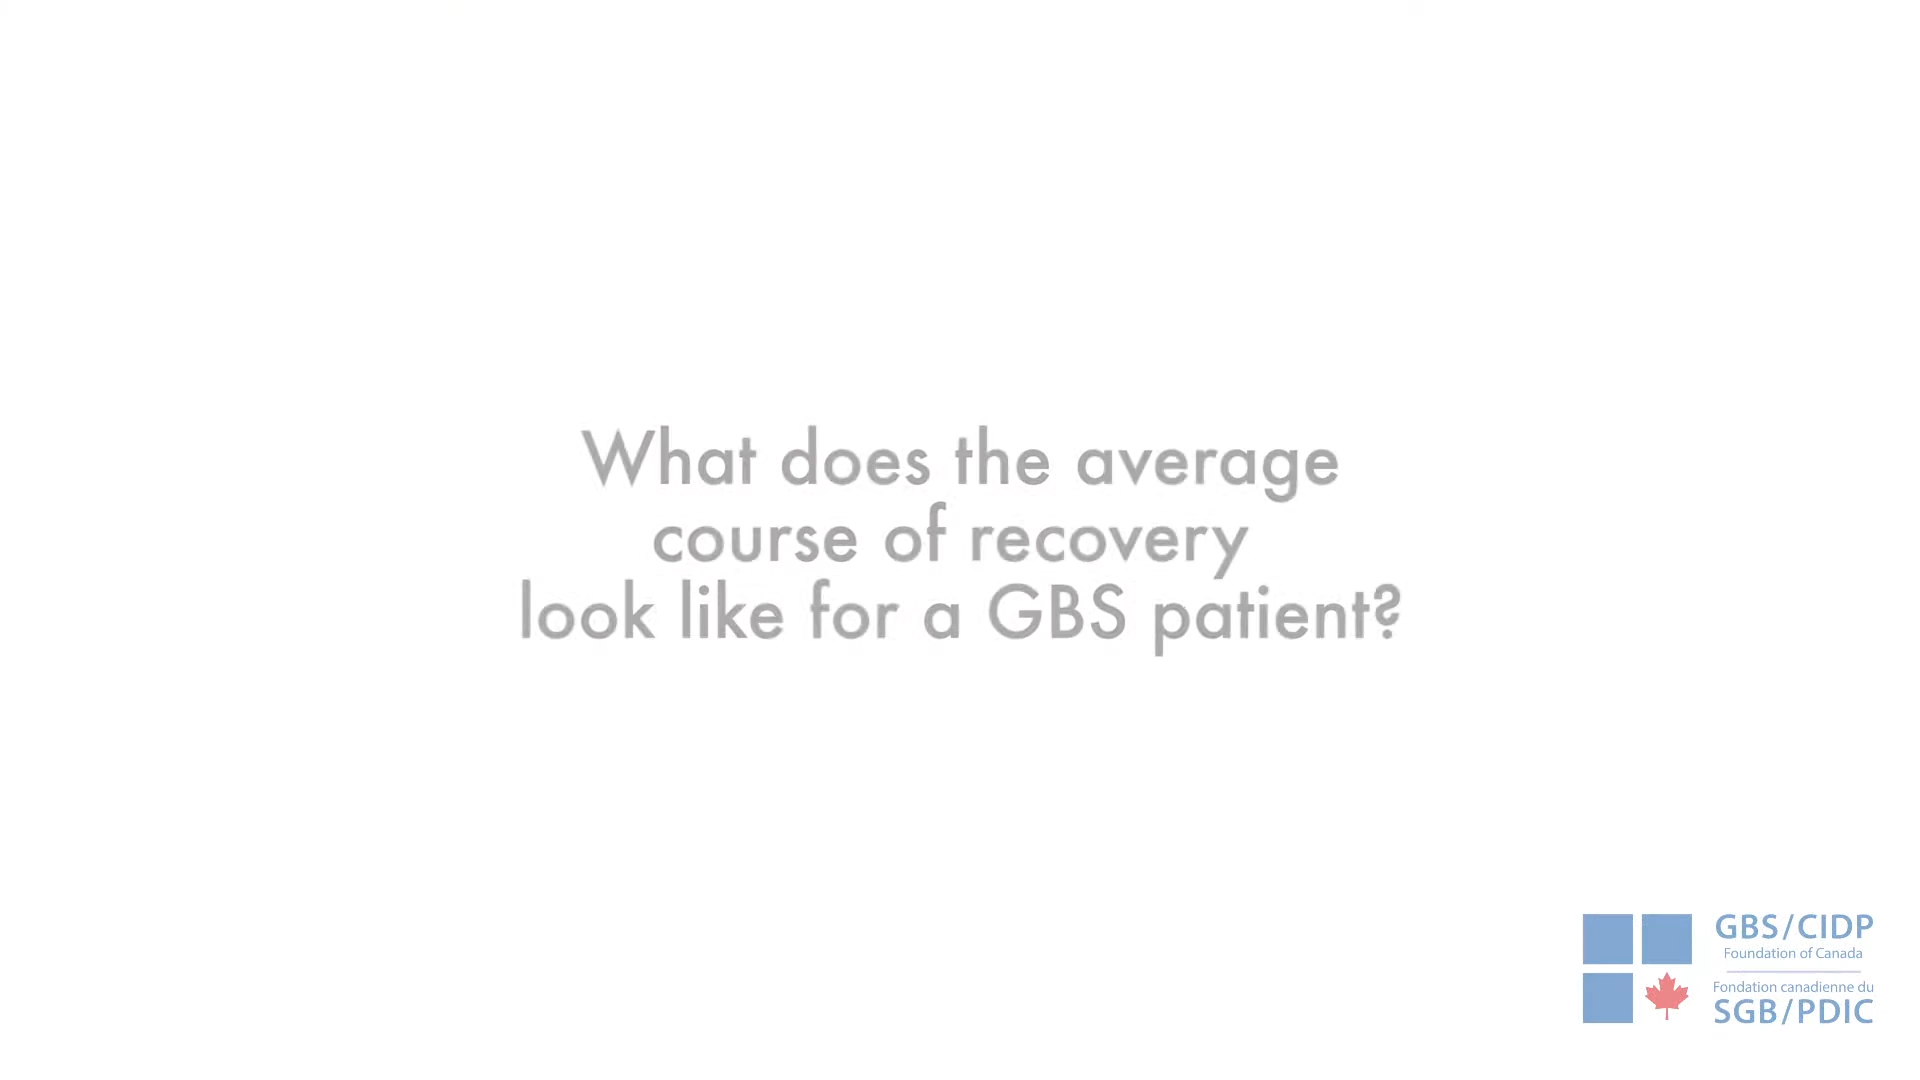 What does the average
course of recovery
look like for a GBS patient?
GBS/CIDP
Foundation of Canada
Fondation canadienne du
SGB/PDIC